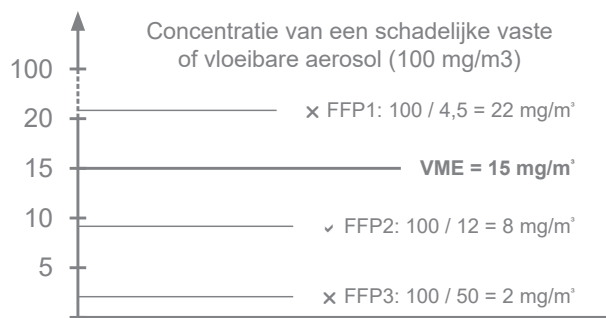 Concentratie van een schadelijke vaste
of vloeibare aerosol (100 mg/m3)
100
× FFP1: 100 / 4,5 = 22 mg/m³
20
15
VME = 15 mg/m³
10
✓ FFP2: 100 / 12 = 8 mg/m³
5
× FFP3: 100 / 50 = 2 mg/m³